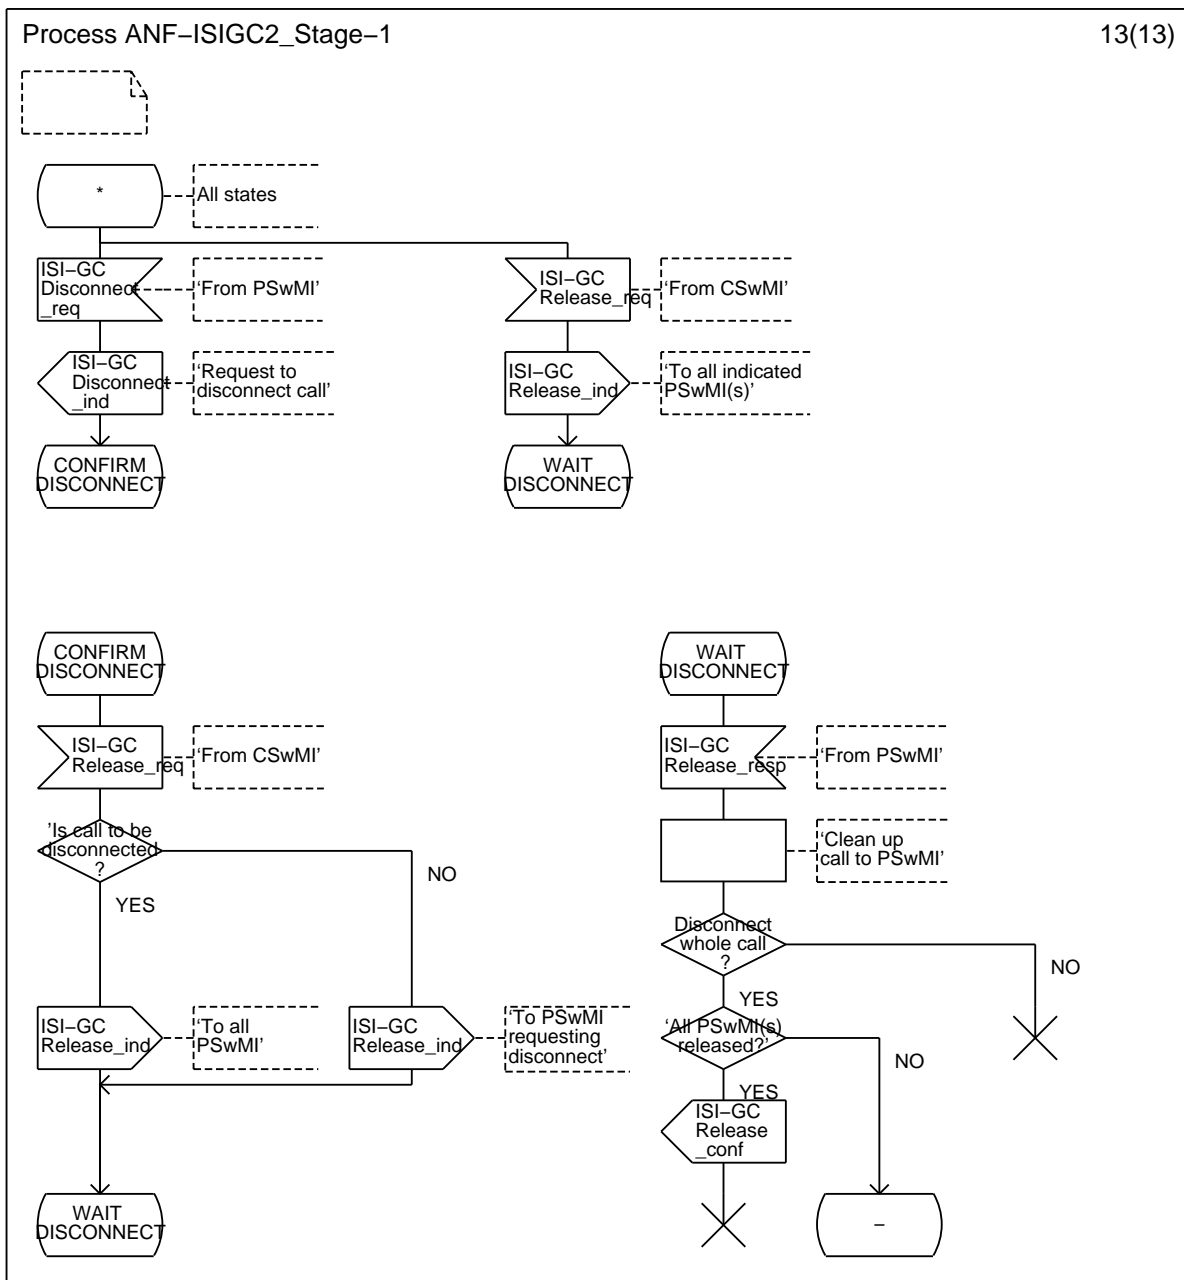 Process ANF–ISIGC2_Stage–1
13(13)
*
All states
ISI–GC
Disconnect
_req
‘From PSwMI’
ISI–GC
Release_req
‘From CSwMI’
ISI–GC
Disconnect
_ind
‘Request to
disconnect call’
ISI–GC
Release_ind
‘To all indicated
PSwMI(s)’
CONFIRM
DISCONNECT
WAIT
DISCONNECT
CONFIRM
DISCONNECT
WAIT
DISCONNECT
ISI–GC
Release_req
‘From CSwMI’
ISI–GC
Release_resp
‘From PSwMI’
’Is call to be
disconnected
?
NO
YES
‘Clean up
call to PSwMI’
Disconnect
whole call
?
NO
YES
ISI–GC
Release_ind
‘To all
PSwMI’
ISI–GC
Release_ind
‘To PSwMI
requesting
disconnect’
‘All PSwMI(s)
released?’
NO
YES
ISI–GC
Release
_conf
WAIT
DISCONNECT
–